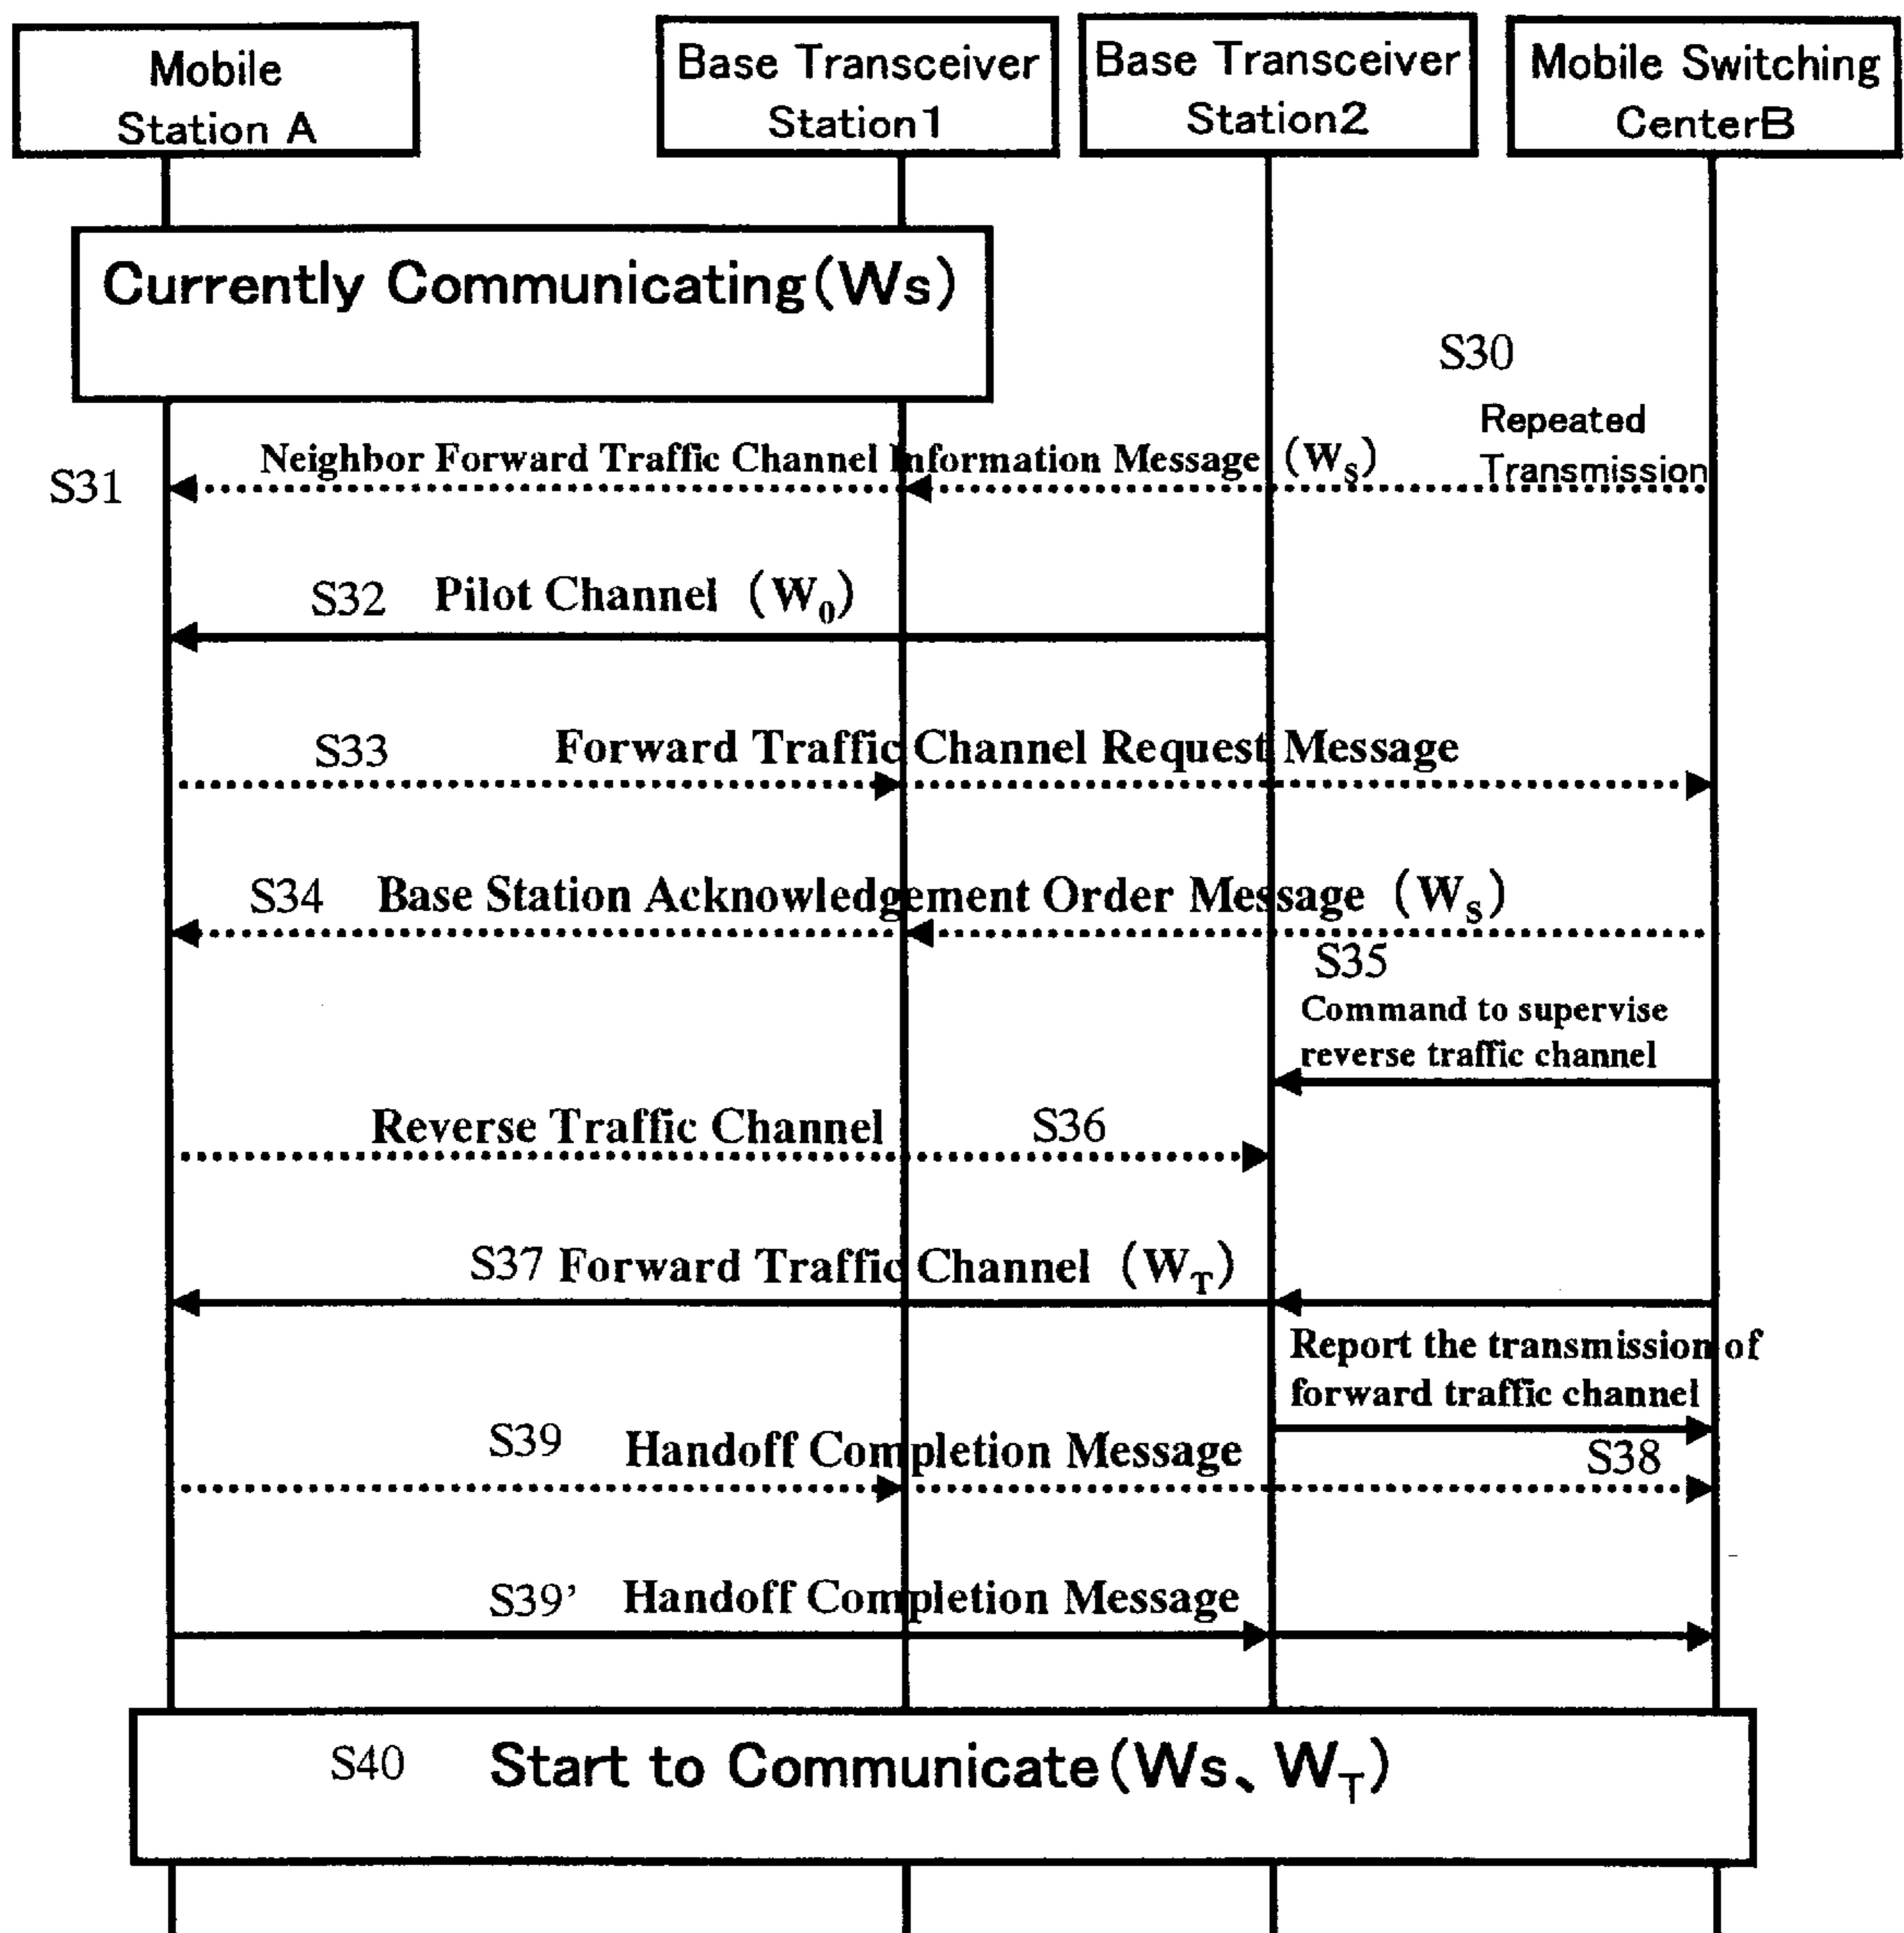 Mobile
Station A
Base Transceiver
Station1
Base Transceiver
Station2
Mobile Switching
CenterB
Currently Communicating(Ws)
S30
Repeated
Transmission
S31
Neighbor Forward Traffic Channel Information Message (Ws)
S32 Pilot Channel (W0)
S33 Forward Traffic Channel Request Message
S34 Base Station Acknowledgement Order Message (Ws)
S35
Command to supervise
reverse traffic channel
Reverse Traffic Channel S36
S37 Forward Traffic Channel (WT)
Report the transmission of
forward traffic channel
S38
S39 Handoff Completion Message
S39’ Handoff Completion Message
S40 Start to Communicate(Ws、WT)